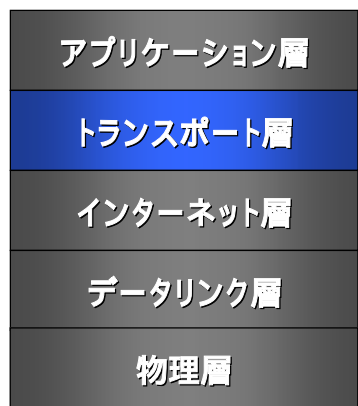 アプリケーション層
トランスポート層
インターネット層
データリンク層
物理層